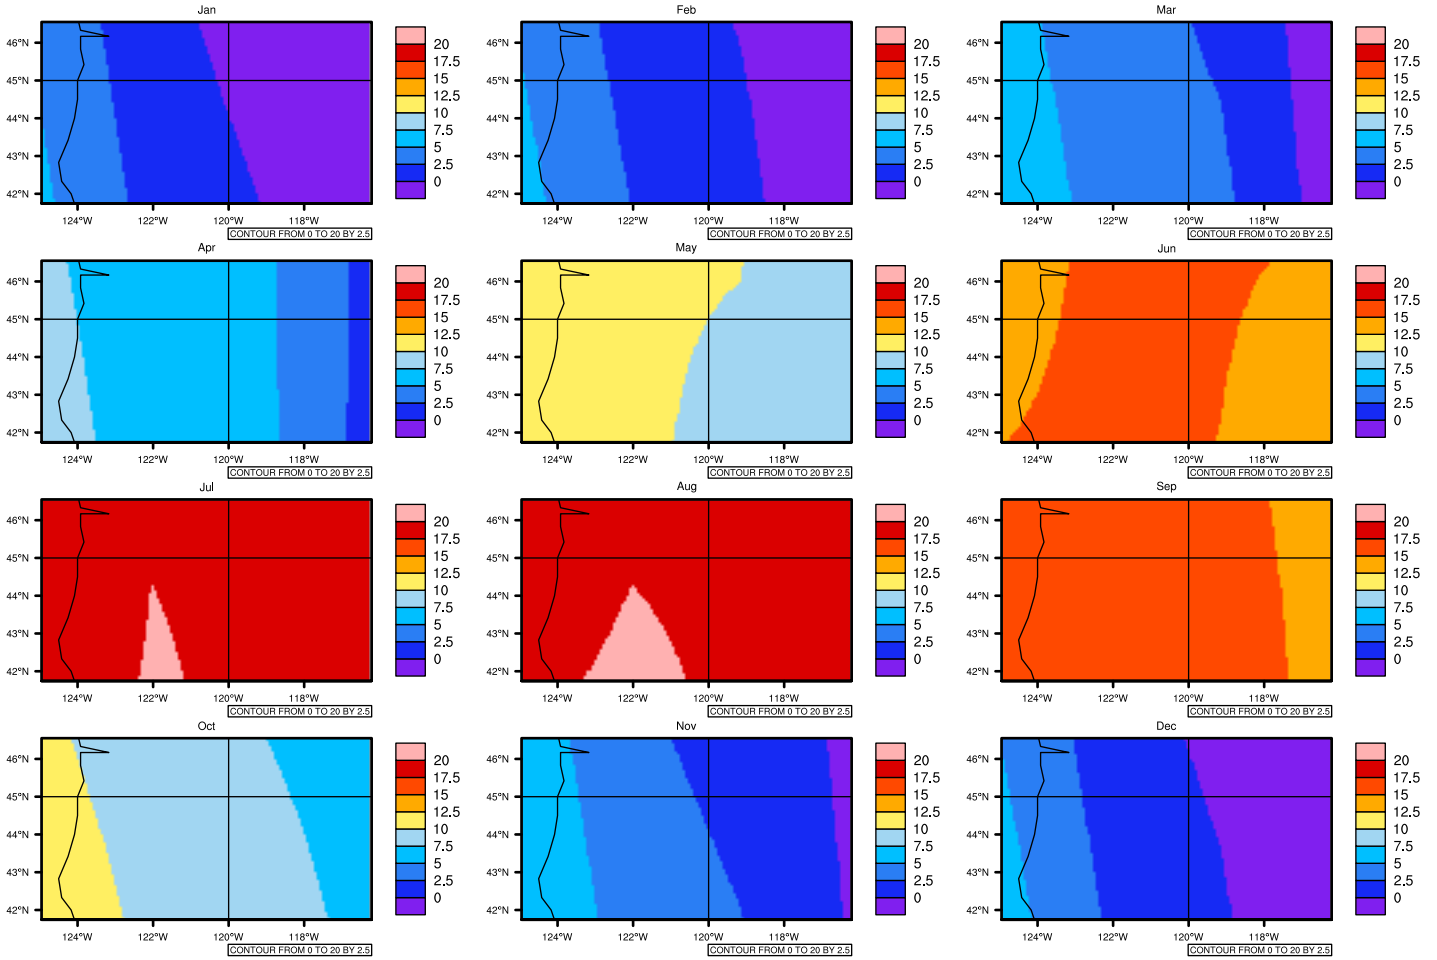 Jan Feb Mar
46°N 20 46°N 20 46°N 20
17.5 17.5 17.5
45°N 15 45°N 15 45°N 15
12.5 12.5 12.5
44°N 10 44°N 10 44°N 10
7.5 7.5 7.5
43°N 5 43°N 5 43°N 5
2.5 2.5 2.5
42°N 0 42°N 0 42°N 0
124°W 122°W 120°W 118°W 124°W 122°W 120°W 118°W 124°W 122°W 120°W 118°W
CONTOUR FROM 0 TO 20 BY 2.5 CONTOUR FROM 0 TO 20 BY 2.5 CONTOUR FROM 0 TO 20 BY 2.5
Apr May Jun
46°N 20 46°N 20 46°N 20
17.5 17.5 17.5
45°N 15 45°N 15 45°N 15
12.5 12.5 12.5
44°N 10 44°N 10 44°N 10
7.5 7.5 7.5
43°N 5 43°N 5 43°N 5
2.5 2.5 2.5
42°N 0 42°N 0 42°N 0
124°W 122°W 120°W 118°W 124°W 122°W 120°W 118°W 124°W 122°W 120°W 118°W
CONTOUR FROM 0 TO 20 BY 2.5 CONTOUR FROM 0 TO 20 BY 2.5 CONTOUR FROM 0 TO 20 BY 2.5
Jul Aug Sep
46°N 20 46°N 20 46°N 20
17.5 17.5 17.5
45°N 15 45°N 15 45°N 15
12.5 12.5 12.5
44°N 10 44°N 10 44°N 10
7.5 7.5 7.5
43°N 5 43°N 5 43°N 5
2.5 2.5 2.5
42°N 0 42°N 0 42°N 0
124°W 122°W 120°W 118°W 124°W 122°W 120°W 118°W 124°W 122°W 120°W 118°W
CONTOUR FROM 0 TO 20 BY 2.5 CONTOUR FROM 0 TO 20 BY 2.5 CONTOUR FROM 0 TO 20 BY 2.5
Oct Nov Dec
46°N 20 46°N 20 46°N 20
17.5 17.5 17.5
45°N 15 45°N 15 45°N 15
12.5 12.5 12.5
44°N 10 44°N 10 44°N 10
7.5 7.5 7.5
43°N 5 43°N 5 43°N 5
2.5 2.5 2.5
42°N 0 42°N 0 42°N 0
124°W 122°W 120°W 118°W 124°W 122°W 120°W 118°W 124°W 122°W 120°W 118°W
CONTOUR FROM 0 TO 20 BY 2.5 CONTOUR FROM 0 TO 20 BY 2.5 CONTOUR FROM 0 TO 20 BY 2.5